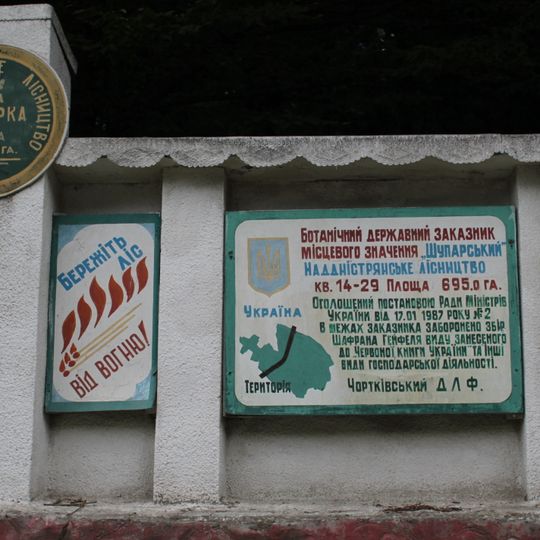 ЛІСНИЦТВО
РКА
ГА.
Бережіть
ліс
від вогню!
Ботанічний державний заказник
місцевого значення „Шупарський"
Наддністрянське лісництво
кв. 14-29 Площа 695.0 га.
Оголошений постановою Ради Міністрів
України від 17.01 1987 року №2
в межах заказника заборонено збір
шафрана Гейфеля виду, занесеного
до Червоної книги України та інші
види господарської діяльності.
Чортківський ДЛФ.
Україна
Територія